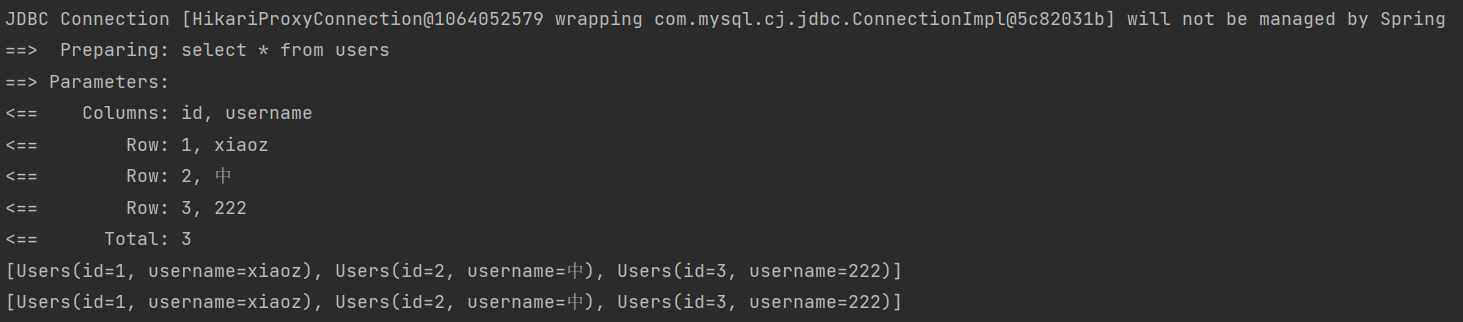 JDBC Connection [HikariProxyConnection@1064052579 wrapping com.mysql.cj.jdbc.ConnectionImpl@5c82031b] will not be managed by Spring
==>  Preparing: select * from users
==> Parameters:
<==    Columns: id, username
<==        Row: 1, xiaoz
<==        Row: 2, 中
<==        Row: 3, 222
<==      Total: 3
[Users(id=1, username=xiaoz), Users(id=2, username=中), Users(id=3, username=222)]
[Users(id=1, username=xiaoz), Users(id=2, username=中), Users(id=3, username=222)]